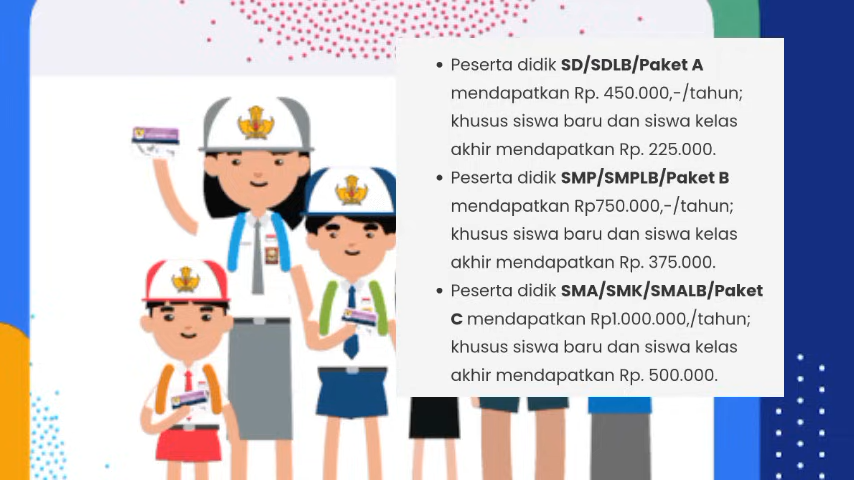 • Peserta didik SD/SDLB/Paket A
mendapatkan Rp. 450.000,-/tahun;
khusus siswa baru dan siswa kelas
akhir mendapatkan Rp. 225.000.
• Peserta didik SMP/SMPLB/Paket B
mendapatkan Rp750.000,-/tahun;
khusus siswa baru dan siswa kelas
akhir mendapatkan Rp. 375.000.
• Peserta didik SMA/SMK/SMALB/Paket
C mendapatkan Rp1.000.000,/tahun;
khusus siswa baru dan siswa kelas
akhir mendapatkan Rp. 500.000.